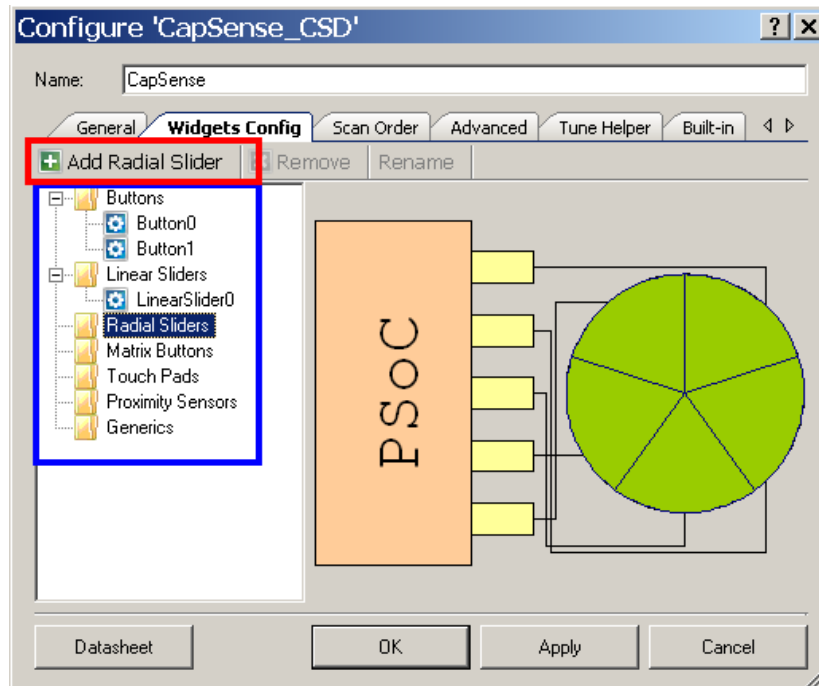 Configure 'CapSense_CSD'
Name: CapSense
General Widgets Config Scan Order Advanced Tune Helper Built-in
Add Radial Slider Remove Rename
Buttons
Button0
Button1
Linear Sliders
LinearSlider0
Radial Sliders
Matrix Buttons
Touch Pads
Proximity Sensors
Generics
PSoC
Datasheet OK Apply Cancel